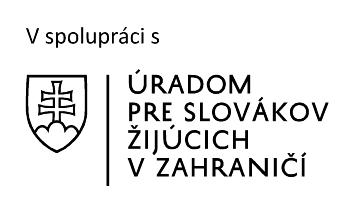 V spolupráci s
ÚRADOM
PRE SLOVÁKOV
ŽIJÚCICH
V ZAHRANIČÍ